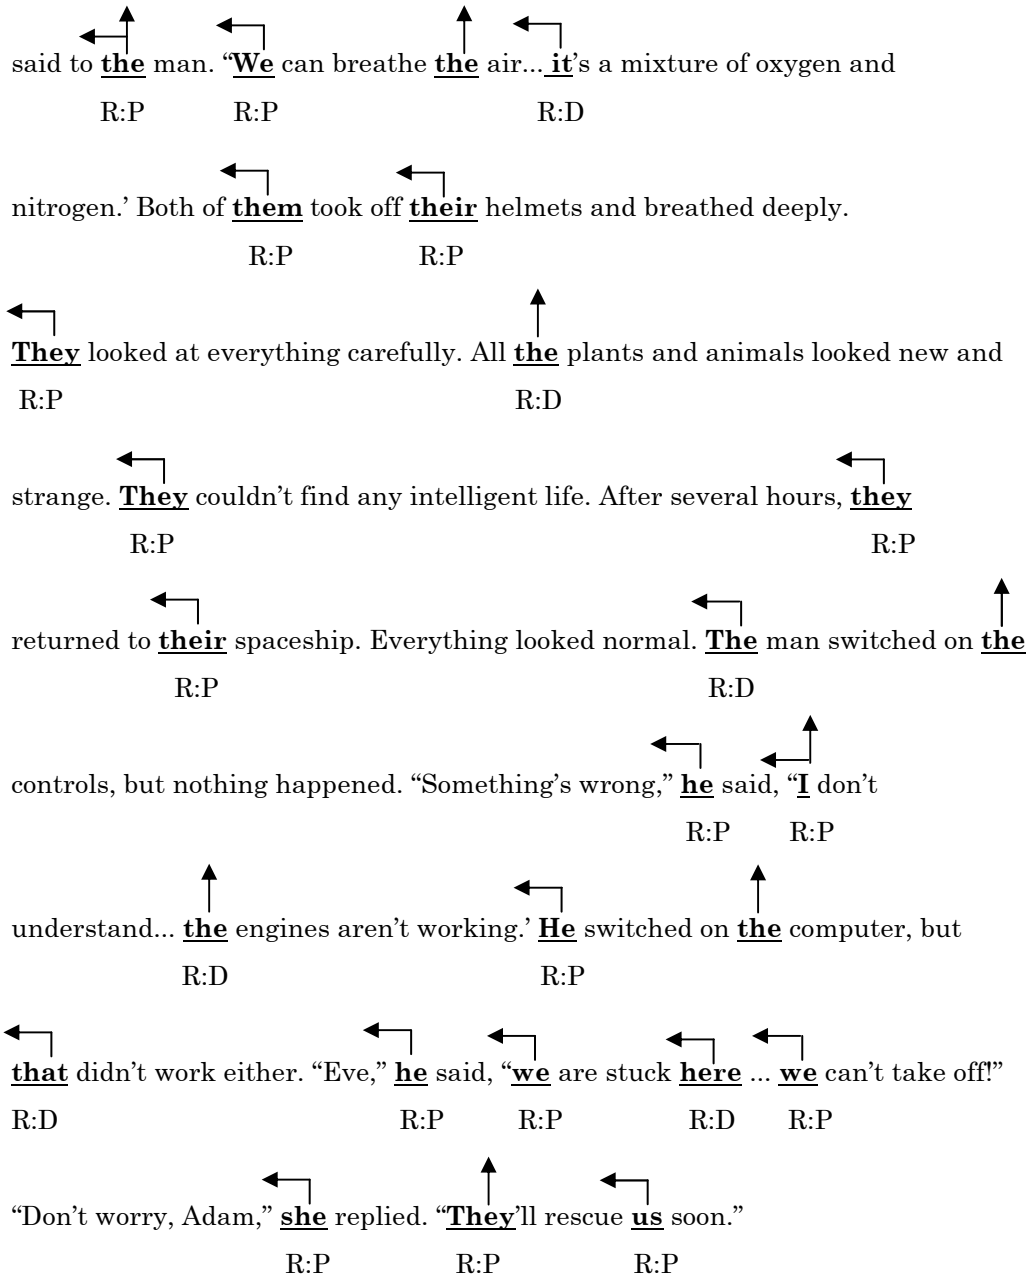 said to the man. “We can breathe the air... it’s a mixture of oxygen and
R:P R:P R:D
nitrogen.’ Both of them took off their helmets and breathed deeply.
R:P R:P
They looked at everything carefully. All the plants and animals looked new and
R:P R:D
strange. They couldn’t find any intelligent life. After several hours, they
R:P R:P
returned to their spaceship. Everything looked normal. The man switched on the
R:P R:D
controls, but nothing happened. “Something’s wrong,” he said, “I don’t
R:P R:P
understand... the engines aren’t working.’ He switched on the computer, but
R:D R:P
that didn’t work either. “Eve,” he said, “we are stuck here ... we can’t take off!”
R:D R:P R:P R:D R:P
“Don’t worry, Adam,” she replied. “They’ll rescue us soon.”
R:P R:P R:P